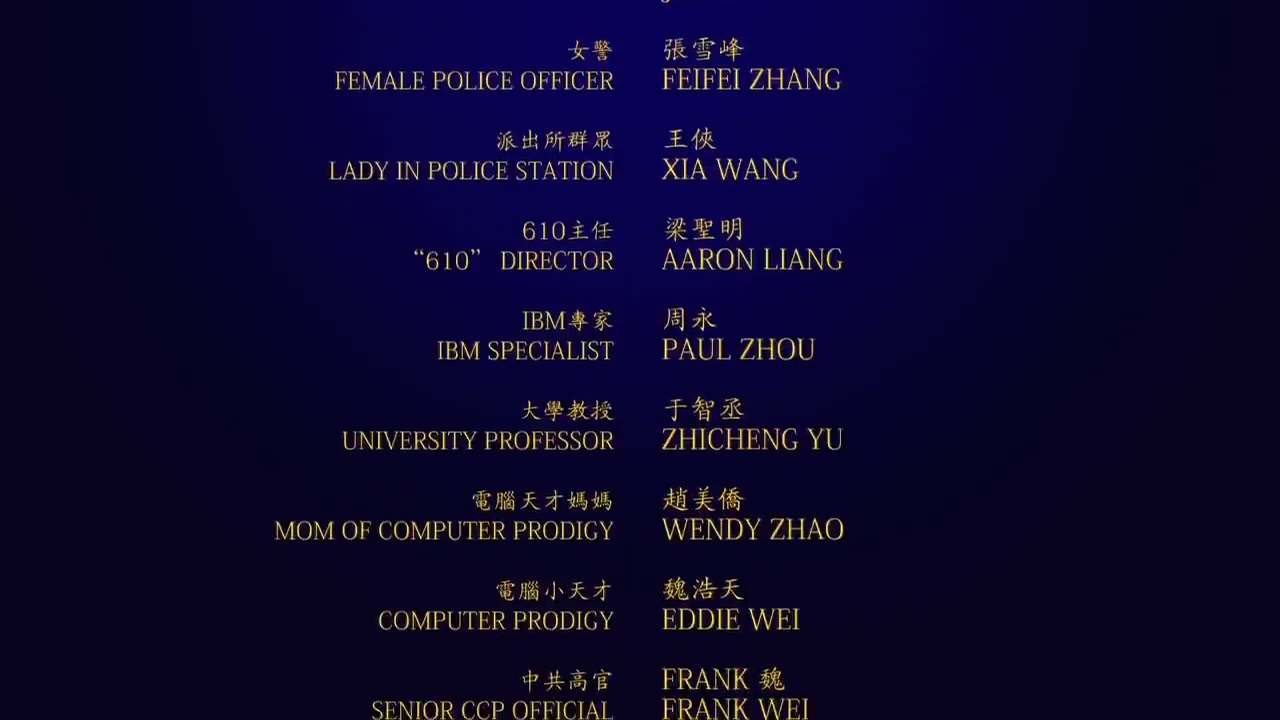 女警 張雪峰
FEMALE POLICE OFFICER FEIFEI ZHANG
派出所群眾 王俠
LADY IN POLICE STATION XIA WANG
610主任 梁聖明
“610” DIRECTOR AARON LIANG
IBM專家 周永
IBM SPECIALIST PAUL ZHOU
大學教授 于智丞
UNIVERSITY PROFESSOR ZHICHENG YU
電腦天才媽媽 趙美僑
MOM OF COMPUTER PRODIGY WENDY ZHAO
電腦小天才 魏浩天
COMPUTER PRODIGY EDDIE WEI
中共高官 FRANK 魏
SENIOR CCP OFFICIAL FRANK WEI